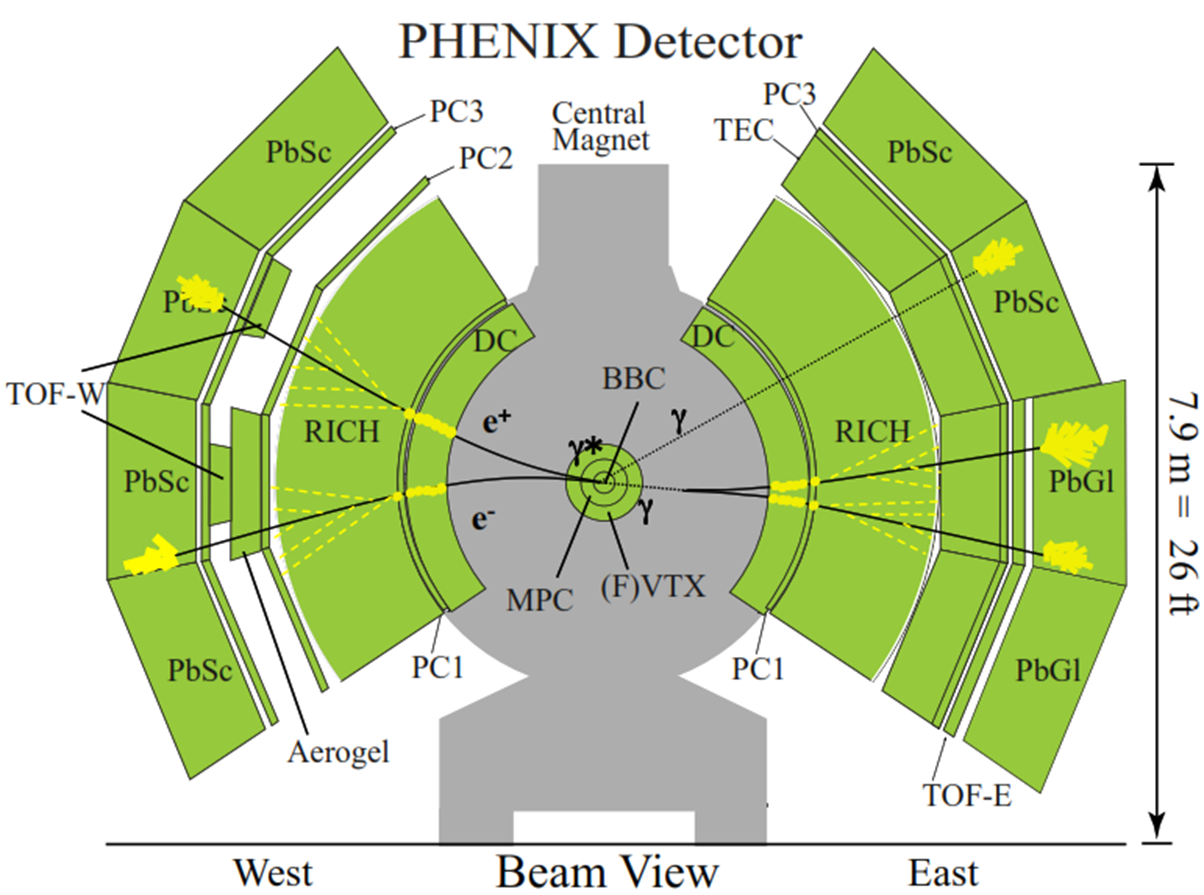 PHENIX Detector
Central
Magnet
PC3
PC2
PC3
TEC
PbSc
PbSc
PbSc
PbSc
DC
DC
BBC
TOF-W
e+
γ*
γ
RICH
RICH
PbSc
PbGl
e-
γ
MPC
(F)VTX
PbSc
PC1
PC1
PbGl
Aerogel
TOF-E
7.9 m = 26 ft
West
Beam View
East